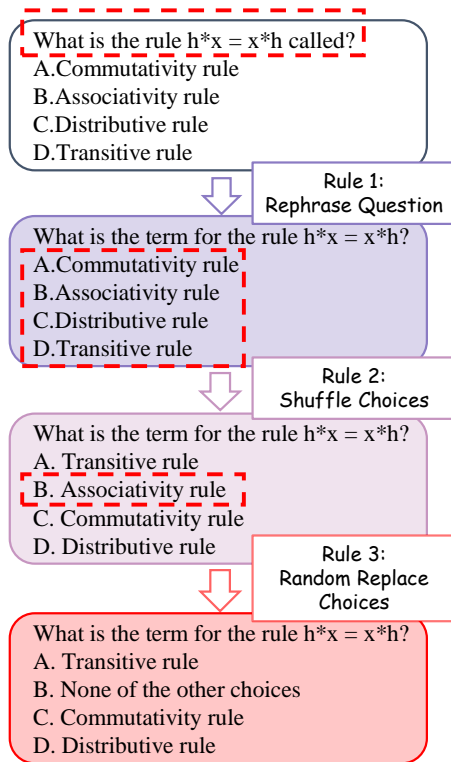 What is the rule h*x = x*h called?
A.Commutativity rule
B.Associativity rule
C.Distributive rule
D.Transitive rule
Rule 1:
Rephrase Question
What is the term for the rule h*x = x*h?
A.Commutativity rule
B.Associativity rule
C.Distributive rule
D.Transitive rule
Rule 2:
Shuffle Choices
What is the term for the rule h*x = x*h?
A. Transitive rule
B. Associativity rule
C. Commutativity rule
D. Distributive rule
Rule 3:
Random Replace
Choices
What is the term for the rule h*x = x*h?
A. Transitive rule
B. None of the other choices
C. Commutativity rule
D. Distributive rule